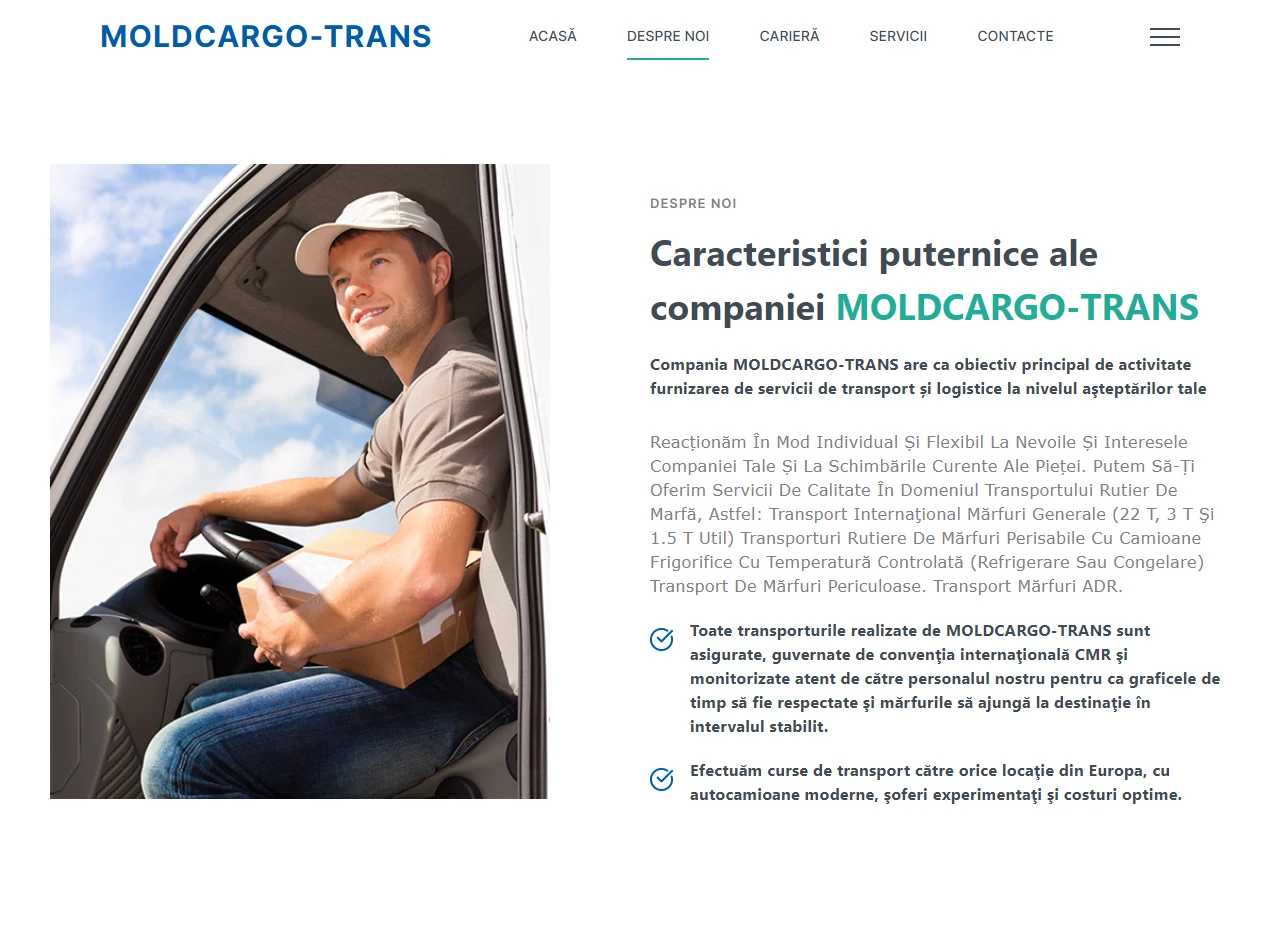 MOLDCARGO-TRANS
ACASĂ
DESPRE NOI
CARIERĂ
SERVICII
CONTACTE
DESPRE NOI
Caracteristici puternice ale
companiei MOLDCARGO-TRANS
Compania MOLDCARGO-TRANS are ca obiectiv principal de activitate
furnizarea de servicii de transport și logistice la nivelul aşteptărilor tale
Reacționăm În Mod Individual Și Flexibil La Nevoile Și Interesele
Companiei Tale Și La Schimbările Curente Ale Pieței. Putem Să-Ți
Oferim Servicii De Calitate În Domeniul Transportului Rutier De
Marfă, Astfel: Transport Internaţional Mărfuri Generale (22 T, 3 T Şi
1.5 T Util) Transporturi Rutiere De Mărfuri Perisabile Cu Camioane
Frigorifice Cu Temperatură Controlată (Refrigerare Sau Congelare)
Transport De Mărfuri Periculoase. Transport Mărfuri ADR.
Toate transporturile realizate de MOLDCARGO-TRANS sunt
asigurate, guvernate de convenţia internaţională CMR şi
monitorizate atent de către personalul nostru pentru ca graficele de
timp să fie respectate şi mărfurile să ajungă la destinaţie în
intervalul stabilit.
Efectuăm curse de transport către orice locaţie din Europa, cu
autocamioane moderne, şoferi experimentaţi şi costuri optime.